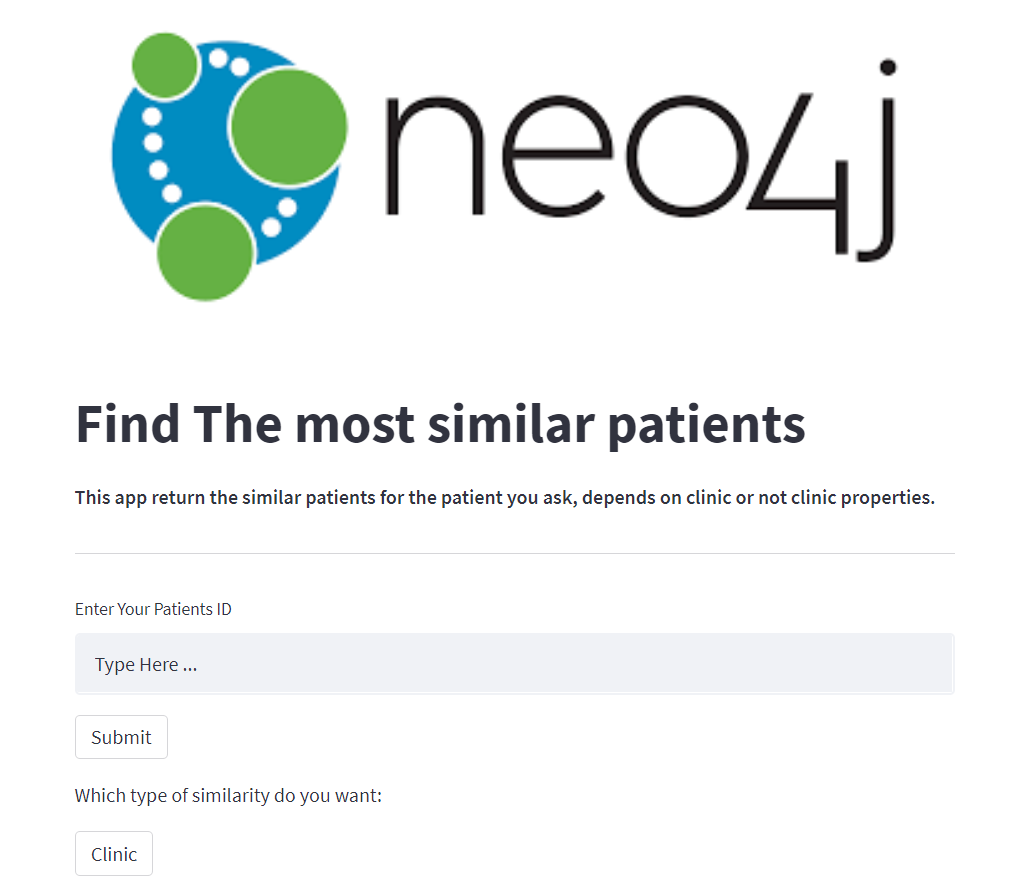 neo4j
Find The most similar patients
This app return the similar patients for the patient you ask, depends on clinic or not clinic properties.
Enter Your Patients ID
Type Here ...
Submit
Which type of similarity do you want:
Clinic